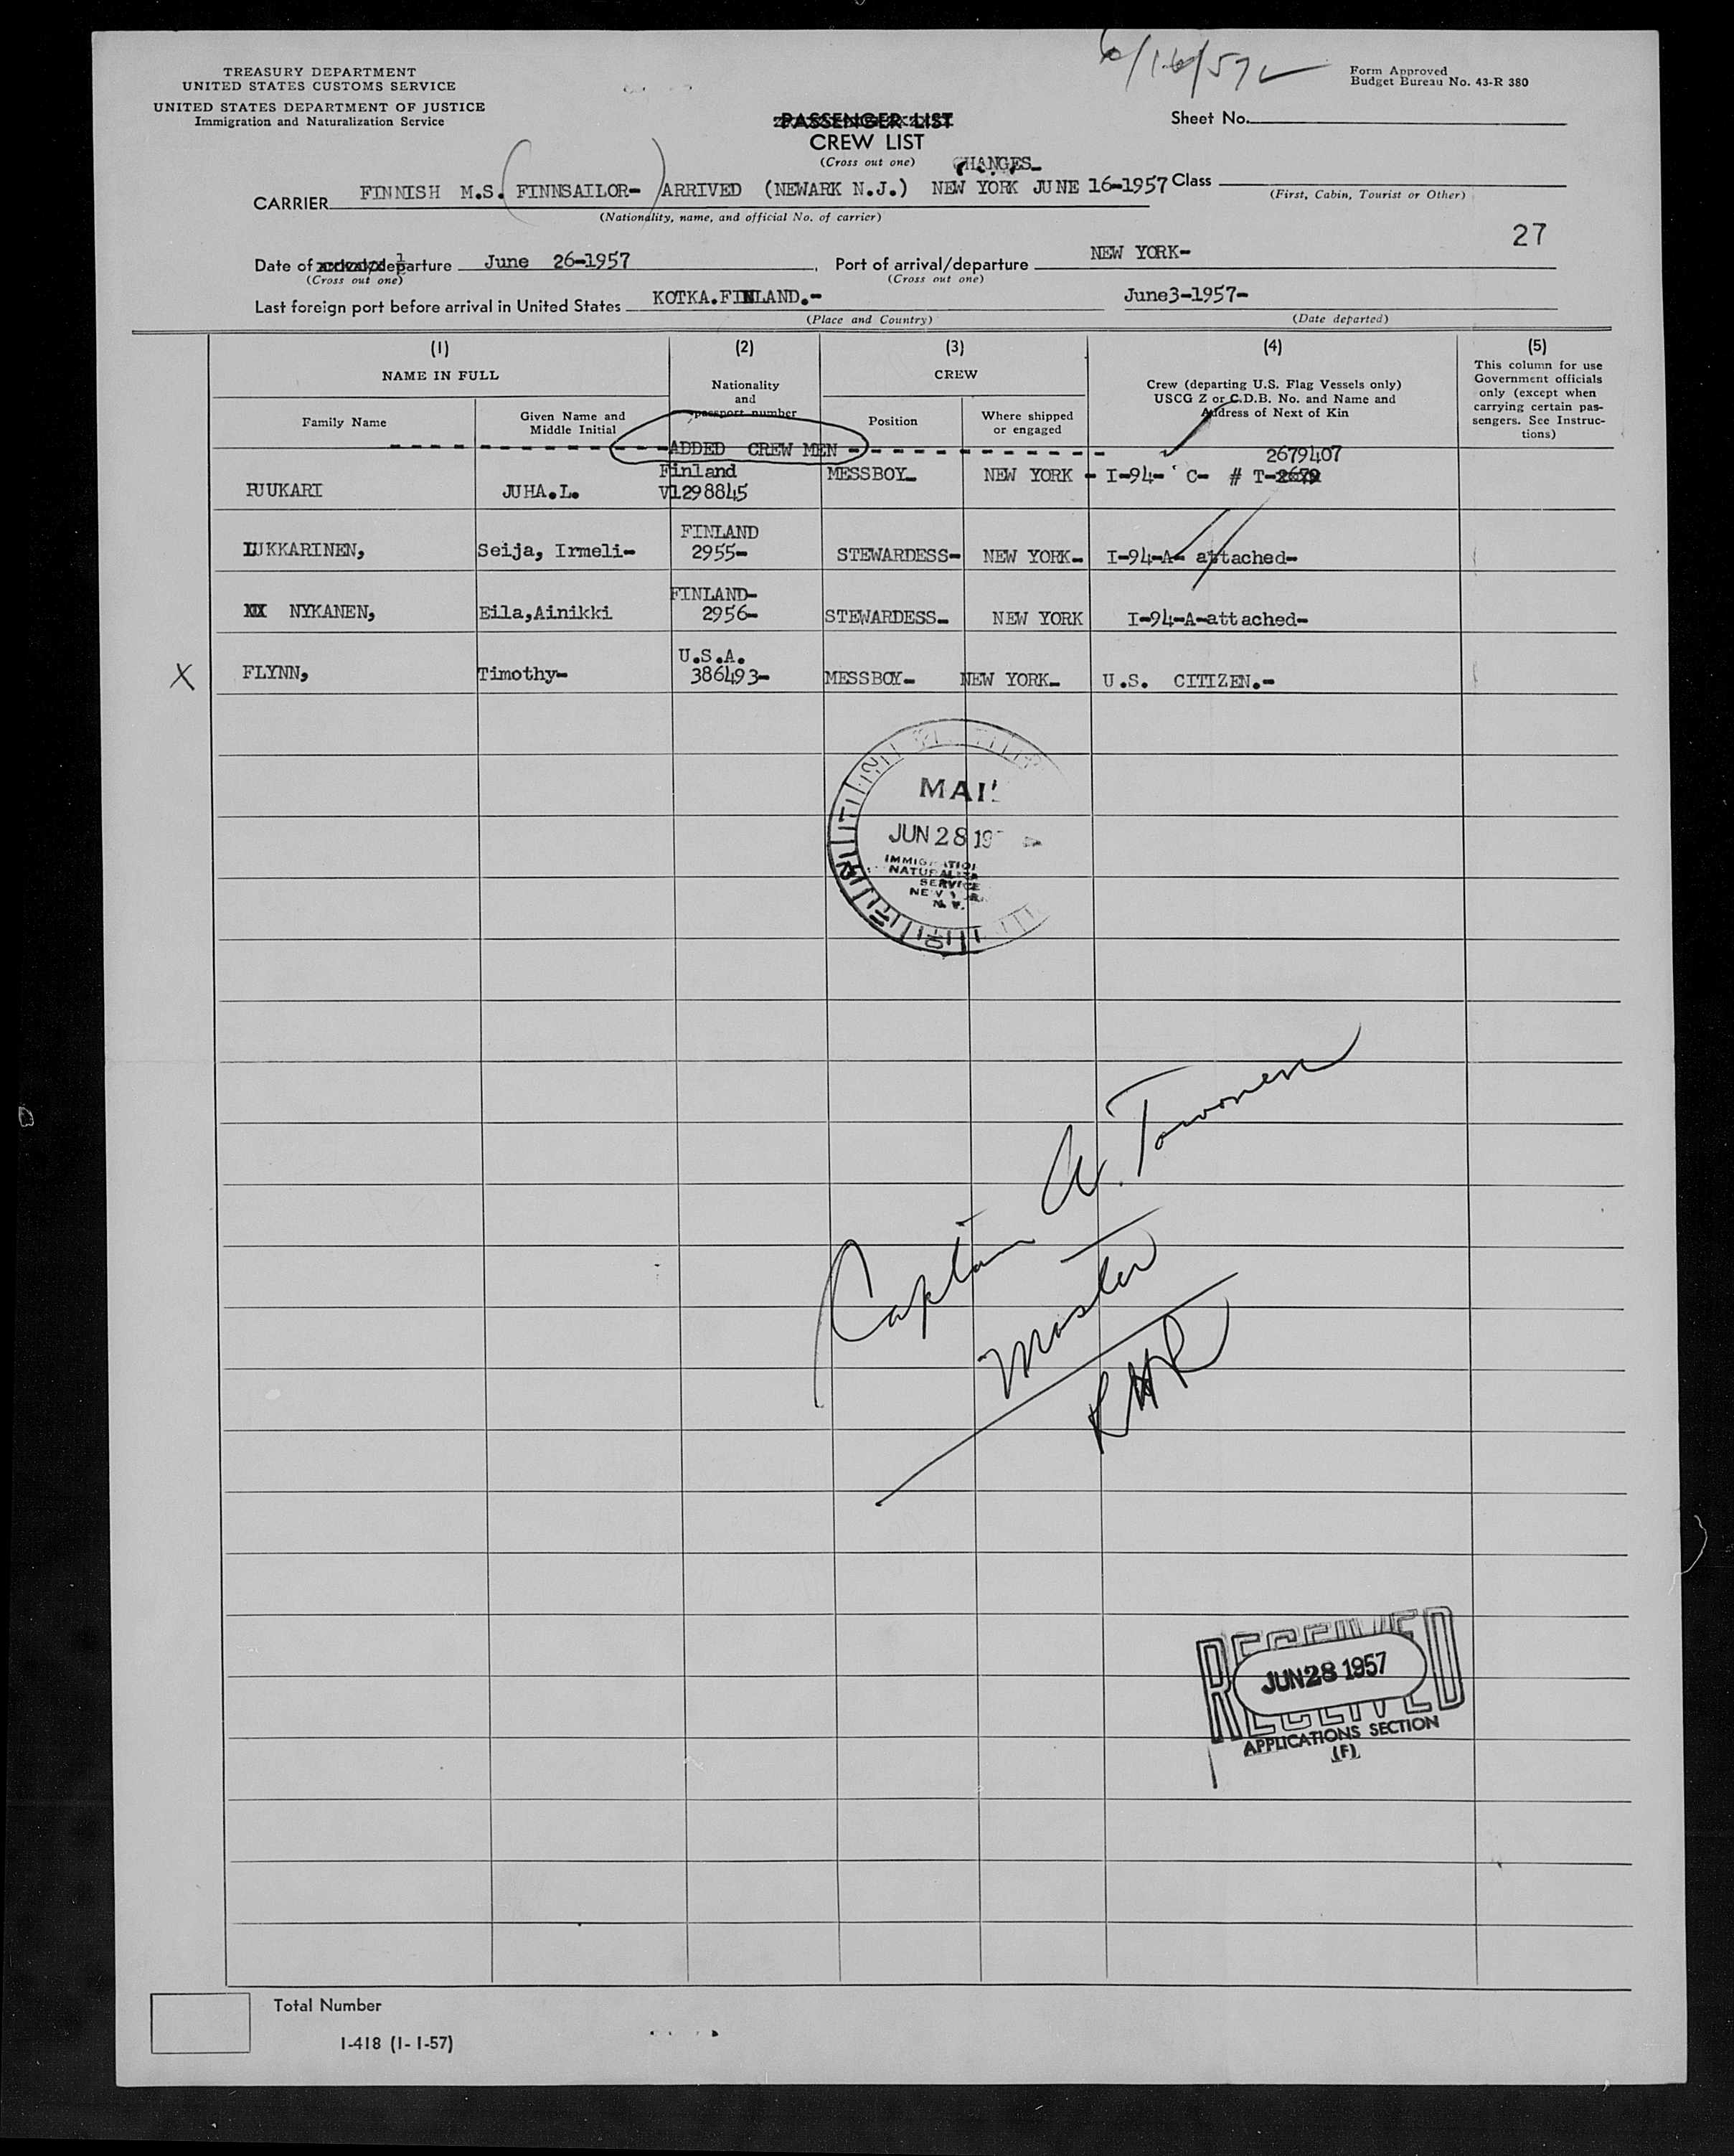 6/16/57
TREASURY DEPARTMENT
UNITED STATES CUSTOMS SERVICE
UNITED STATES DEPARTMENT OF JUSTICE
Immigration and Naturalization Service
Form Approved
Budget Bureau No. 43-R 380
PASSENGER LIST
CREW LIST
(Cross out one)
CHANGES-
Sheet No.
CARRIER FINNISH M.S. (FINNSAILOR-) ARRIVED (NEWARK N.J.) NEW YORK JUNE 16-1957 Class
(Nationality, name, and official No. of carrier)
(First, Cabin, Tourist or Other)
27
Date of arrival/departure June 26-1957, Port of arrival/departure NEW YORK-
(Cross out one)
(Cross out one)
Last foreign port before arrival in United States KOTKA.FINLAND.- June3-1957-
(Place and Country)
(Date departed)
(1)
NAME IN FULL
Family Name
Given Name and
Middle Initial
(2)
Nationality
and
passport number
(3)
CREW
Position
Where shipped
or engaged
(4)
Crew (departing U.S. Flag Vessels only)
USCG Z or C.D.B. No. and Name and
Address of Next of Kin
(5)
This column for use
Government officials
only (except when
carrying certain pas-
sengers. See Instruc-
tions)
- - - - - - - - - - - - ADDED CREW MEN - - - - - - - - - - -
2679407
PUUKARI JUHA.L. Finland V1298845 MESSBOY- NEW YORK - I-94- C- # T-2679
LUKKARINEN, Seija, Irmeli- FINLAND 2955- STEWARDESS- NEW YORK- I-94-A- attached-
NYKANEN, Eila,Ainikki FINLAND- 2956- STEWARDESS- NEW YORK I-94-A-attached-
X FLYNN, Timothy- U.S.A. 386493- MESSBOY- NEW YORK- U.S. CITIZEN.-
MAIL
JUN 28 19
IMMIGRATION
NATURALIZA
SERVICE
NEW YORK
N.Y.
Captain A. Toivonen
Master
RHR
RECEIVED
JUN 28 1957
APPLICATIONS SECTION
(F)
Total Number
I-418 (1-1-57)